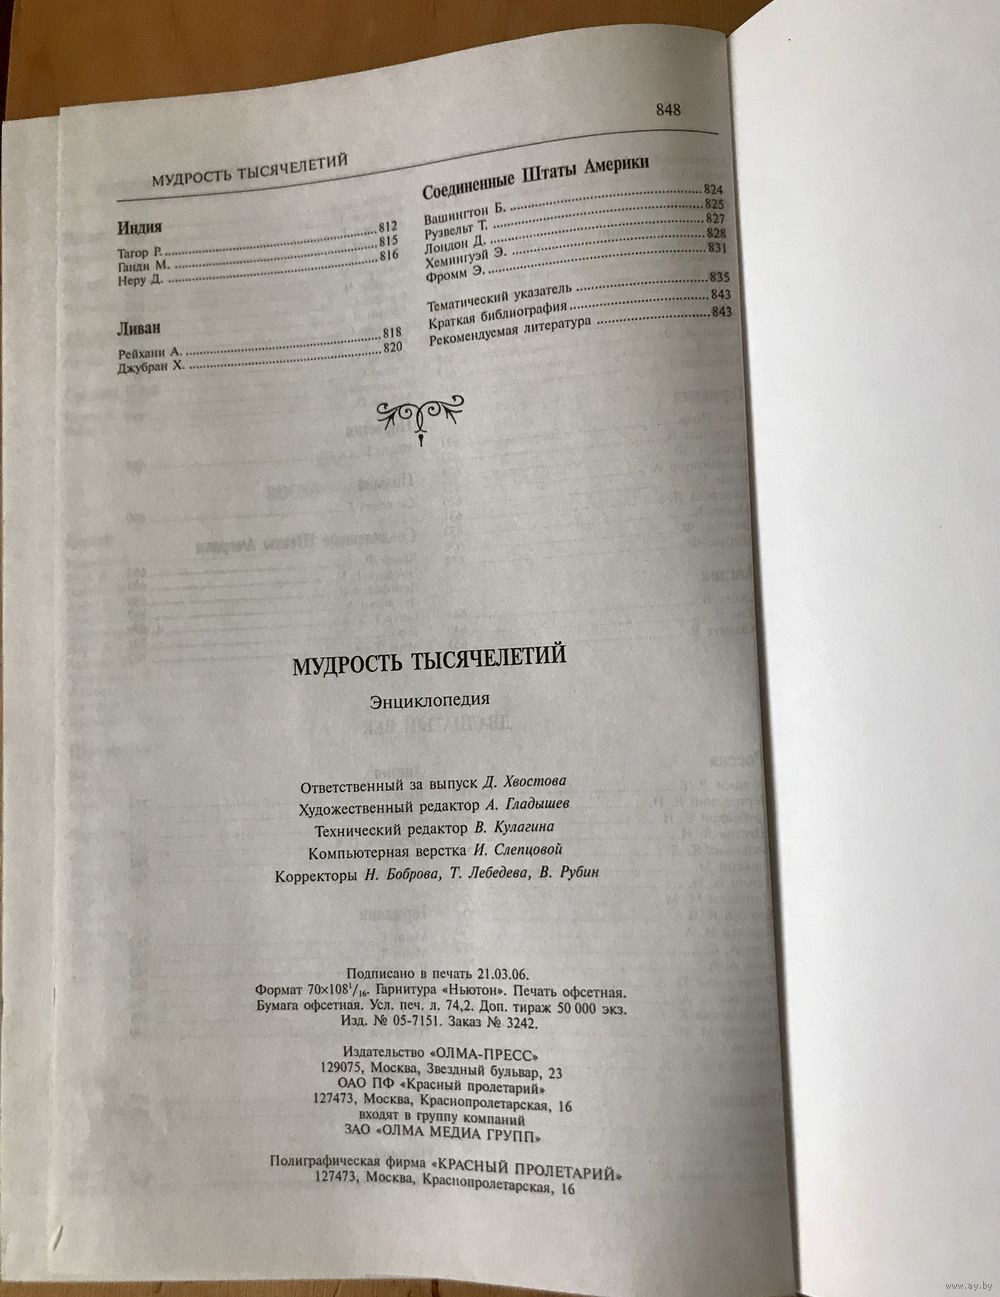 848
МУДРОСТЬ ТЫСЯЧЕЛЕТИЙ
Индия
Тагор Р. 812
Ганди М. 815
Неру Д. 816
Ливан
Рейхани А. 818
Джубран Х. 820
Соединенные Штаты Америки
Вашингтон Б. 824
Рузвельт Т. 825
Лондон Д. 827
Хемингуэй Э. 828
Фромм Э. 831
Тематический указатель 835
Краткая библиография 843
Рекомендуемая литература 843
МУДРОСТЬ ТЫСЯЧЕЛЕТИЙ
Энциклопедия
Ответственный за выпуск Д. Хвостова
Художественный редактор А. Гладышев
Технический редактор В. Кулагина
Компьютерная верстка И. Слепцовой
Корректоры Н. Боброва, Т. Лебедева, В. Рубин
Подписано в печать 21.03.06.
Формат 70×108¹/₁₆. Гарнитура «Ньютон». Печать офсетная.
Бумага офсетная. Усл. печ. л. 74,2. Доп. тираж 50 000 экз.
Изд. № 05-7151. Заказ № 3242.
Издательство «ОЛМА-ПРЕСС»
129075, Москва, Звездный бульвар, 23
ОАО ПФ «Красный пролетарий»
127473, Москва, Краснопролетарская, 16
входят в группу компаний
ЗАО «ОЛМА МЕДИА ГРУПП»
Полиграфическая фирма «КРАСНЫЙ ПРОЛЕТАРИЙ»
127473, Москва, Краснопролетарская, 16
www.ay.by